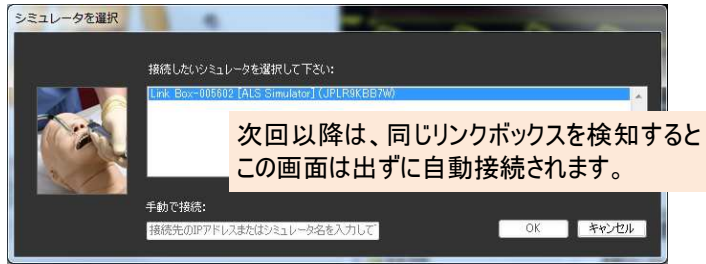 シミュレータを選択
接続したいシミュレータを選択して下さい:
Link Box-005602 [ALS Simulator] (JPLR9KBB7W)
次回以降は、同じリンクボックスを検知すると
この画面は出ずに自動接続されます。
手動で接続:
接続先のIPアドレスまたはシミュレータ名を入力して
OK キャンセル